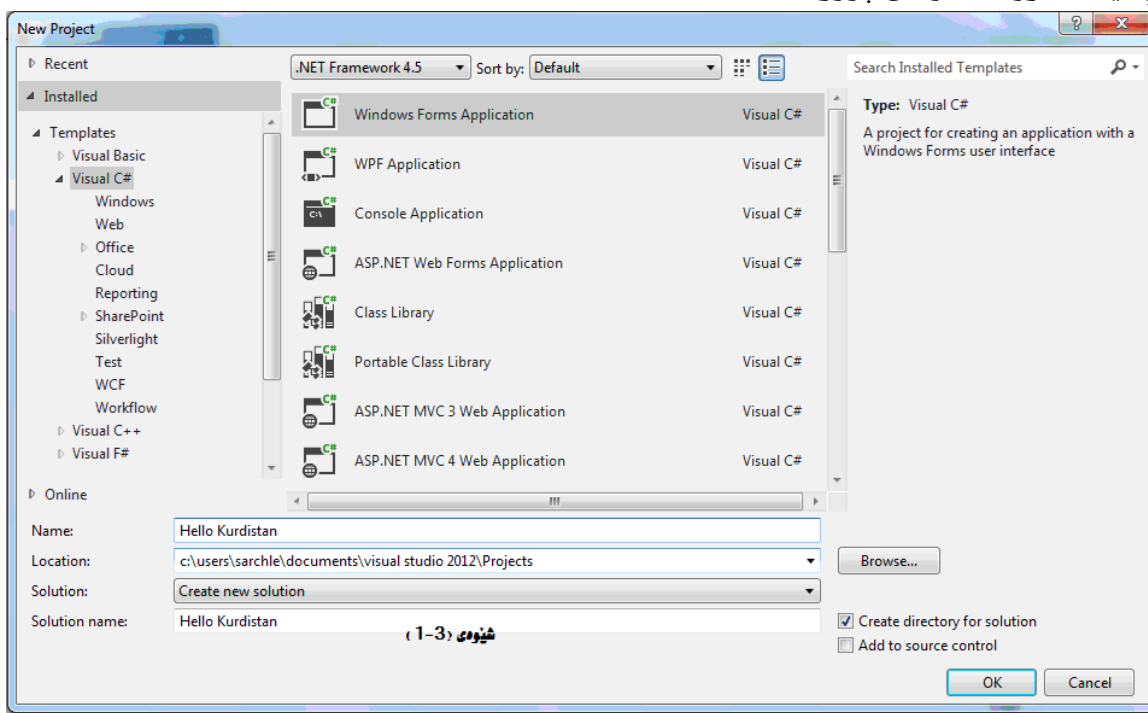 New Project
Recent
.NET Framework 4.5
Sort by: Default
Search Installed Templates
Installed
Templates
Visual Basic
Visual C#
Windows
Web
Office
Cloud
Reporting
SharePoint
Silverlight
Test
WCF
Workflow
Visual C++
Visual F#
Online
Windows Forms Application Visual C#
WPF Application Visual C#
Console Application Visual C#
ASP.NET Web Forms Application Visual C#
Class Library Visual C#
Portable Class Library Visual C#
ASP.NET MVC 3 Web Application Visual C#
ASP.NET MVC 4 Web Application Visual C#
Type: Visual C#
A project for creating an application with a
Windows Forms user interface
Name: Hello Kurdistan
Location: c:\users\sarchle\documents\visual studio 2012\Projects
Browse...
Solution: Create new solution
Solution name: Hello Kurdistan
Create directory for solution
Add to source control
شێوەی (3-1)
OK
Cancel